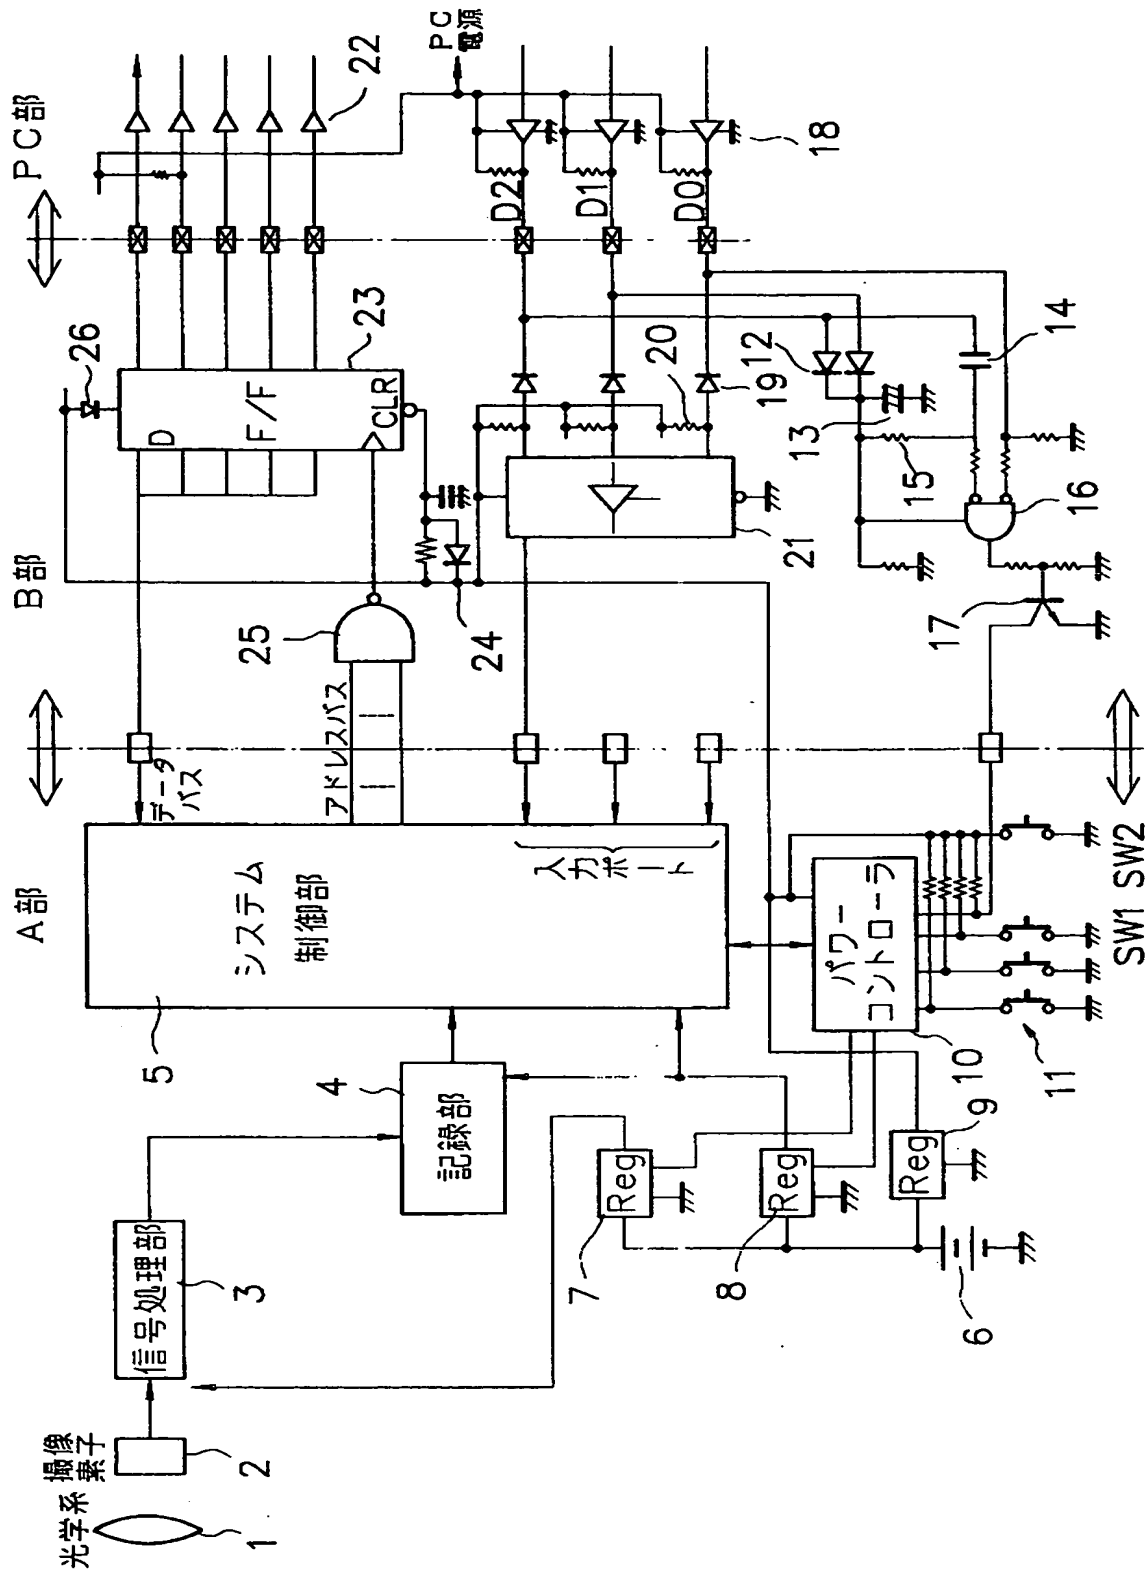 A部
B部
PC部
光学系
1
撮像
素子
2
信号処理部
3
記録部
4
システム
制御部
5
データ
バス
アドレスバス
入力ポート
25
26
D
F/F
CLR
23
22
PC
電源
24
20
19
21
D2
D1
D0
18
12
13
14
15
16
17
Reg
7
Reg
8
Reg
9
6
パワー
コントローラ
10
11
SW1
SW2